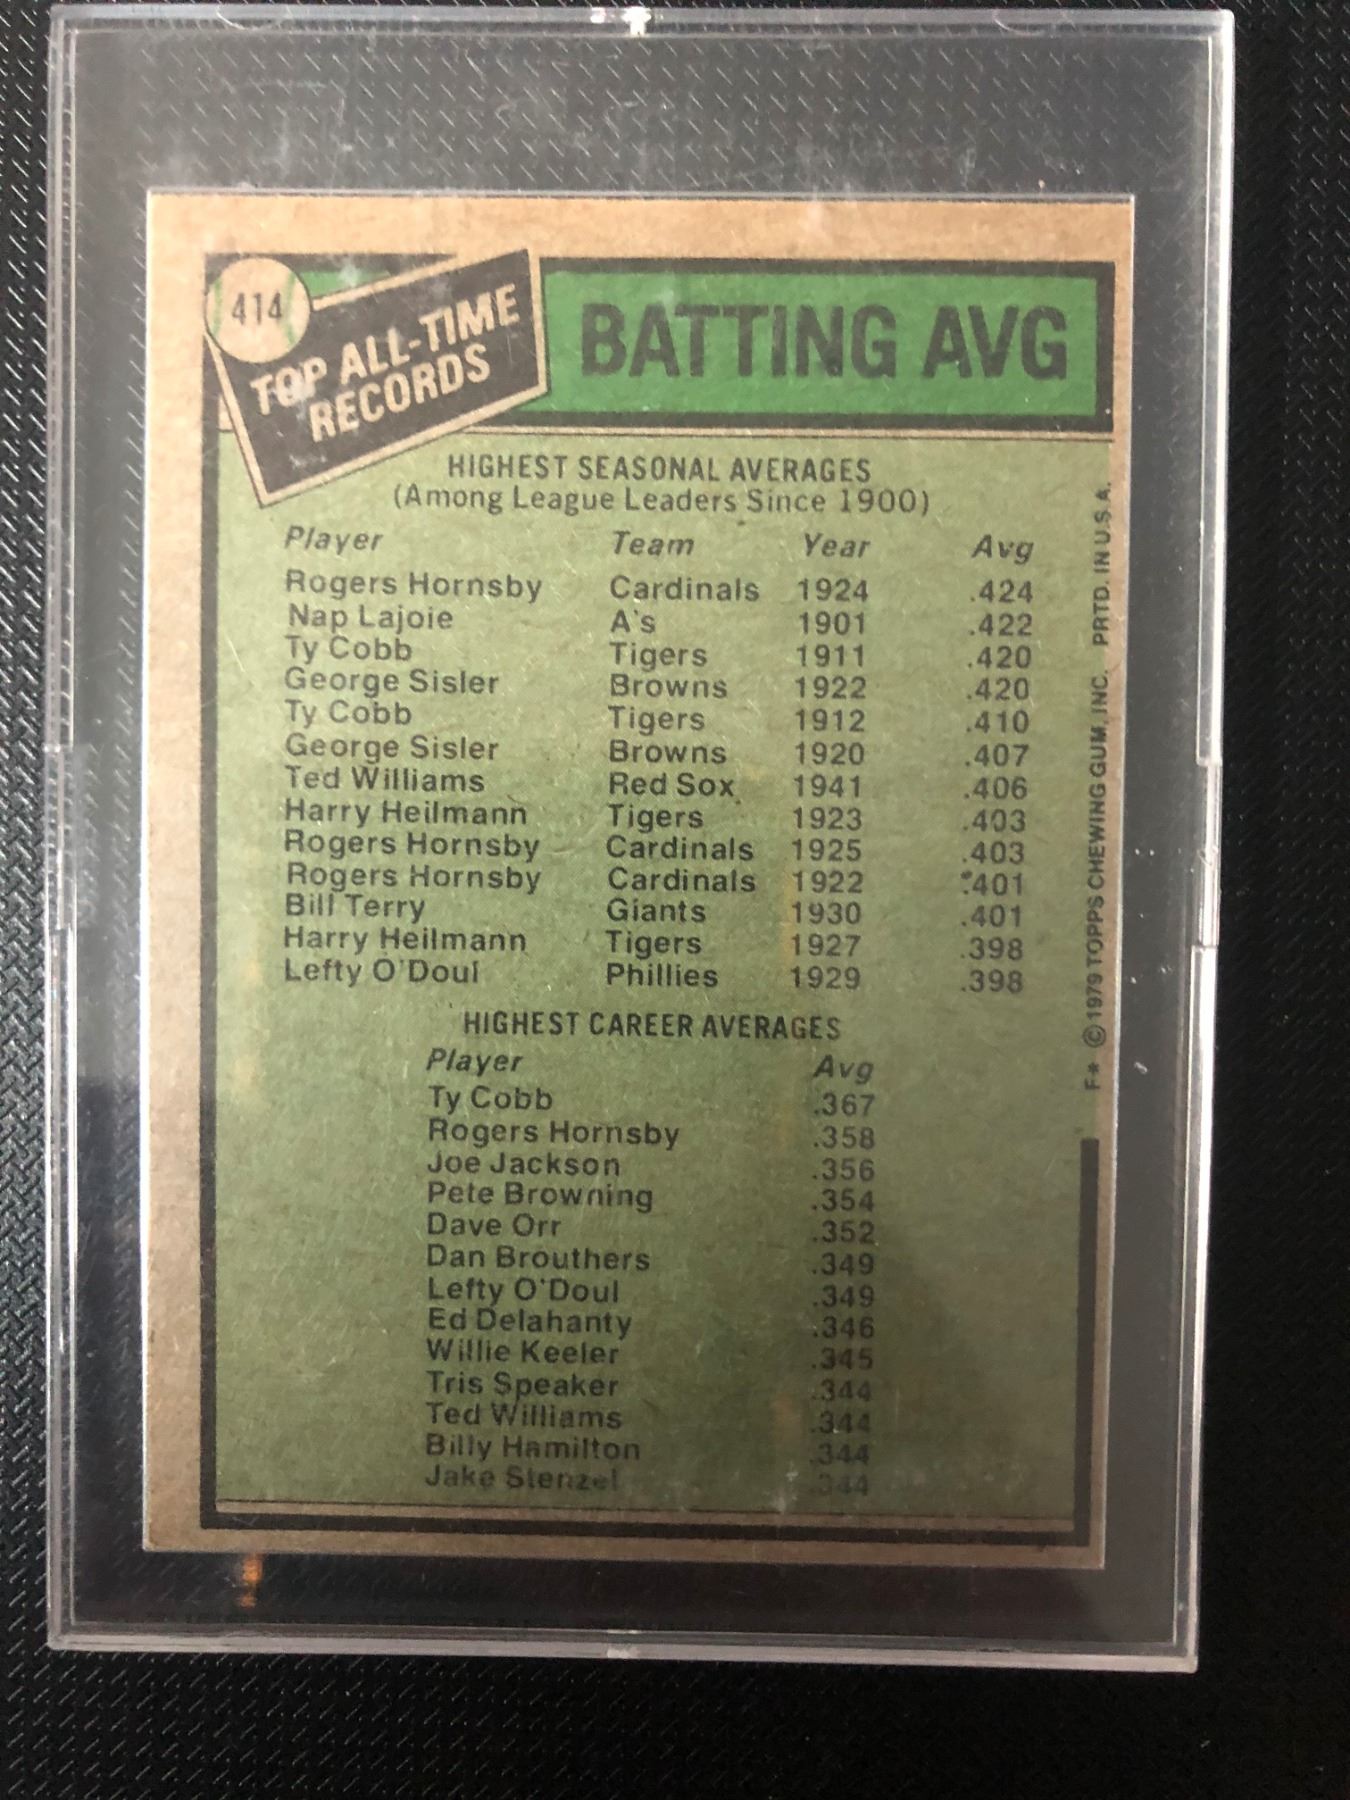 414
TOP ALL-TIME
RECORDS
BATTING AVG
HIGHEST SEASONAL AVERAGES
(Among League Leaders Since 1900)
Player Team Year Avg
Rogers Hornsby Cardinals 1924 .424
Nap Lajoie A's 1901 .422
Ty Cobb Tigers 1911 .420
George Sisler Browns 1922 .420
Ty Cobb Tigers 1912 .410
George Sisler Browns 1920 .407
Ted Williams Red Sox 1941 .406
Harry Heilmann Tigers 1923 .403
Rogers Hornsby Cardinals 1925 .403
Rogers Hornsby Cardinals 1922 .401
Bill Terry Giants 1930 .401
Harry Heilmann Tigers 1927 .398
Lefty O'Doul Phillies 1929 .398
HIGHEST CAREER AVERAGES
Player Avg
Ty Cobb .367
Rogers Hornsby .358
Joe Jackson .356
Pete Browning .354
Dave Orr .352
Dan Brouthers .349
Lefty O'Doul .349
Ed Delahanty .346
Willie Keeler .345
Tris Speaker .344
Ted Williams .344
Billy Hamilton .344
Jake Stenzel .344
F* © 1979 TOPPS CHEWING GUM, INC. PRTD. IN U.S.A.